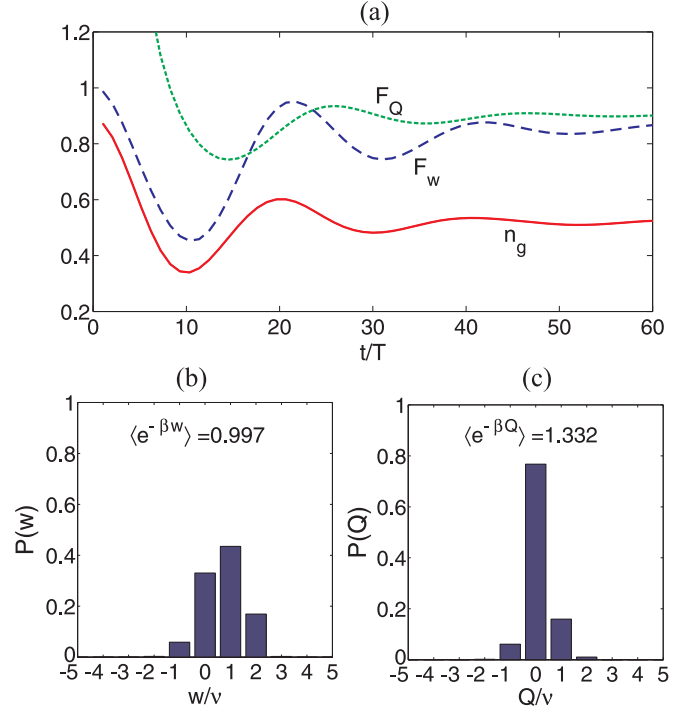 (a)
1.2
1
0.8
0.6
0.4
0.2
F_Q
F_w
n_g
0 10 20 30 40 50 60
t/T
(b)
1
0.8
0.6
0.4
0.2
0
P(w)
⟨e^{-βw}⟩ =0.997
-5 -4 -3 -2 -1 0 1 2 3 4 5
w/ν
(c)
1
0.8
0.6
0.4
0.2
0
P(Q)
⟨e^{-βQ}⟩ =1.332
-5 -4 -3 -2 -1 0 1 2 3 4 5
Q/ν